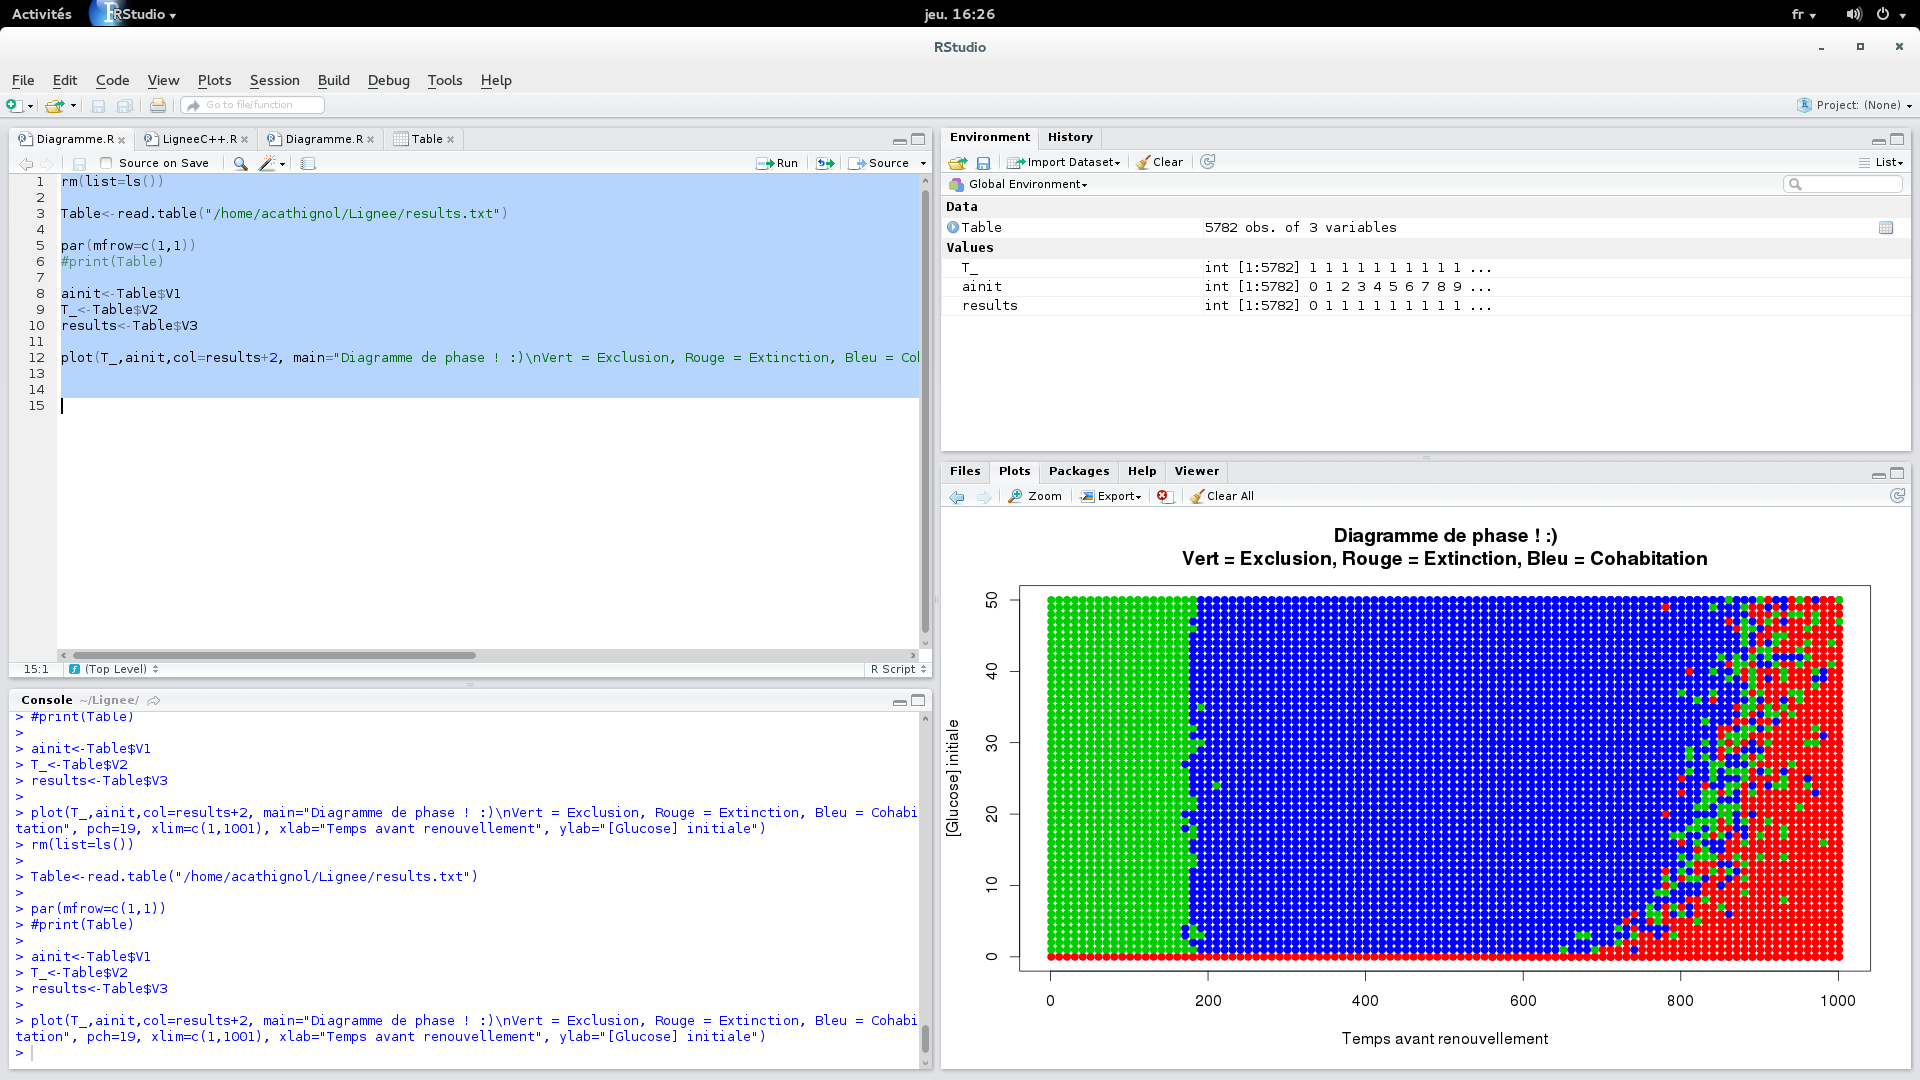 Activités
RStudio
jeu. 16:26
fr
RStudio
File Edit Code View Plots Session Build Debug Tools Help
Go to file/function
Project: (None)
Diagramme.R
LigneeC++.R
Diagramme.R
Table
Source on Save
Run
Source
1 rm(list=ls())
2
3 Table<-read.table("/home/acathignol/Lignee/results.txt")
4
5 par(mfrow=c(1,1))
6 #print(Table)
7
8 ainit<-Table$V1
9 T_<-Table$V2
10 results<-Table$V3
11
12 plot(T_,ainit,col=results+2, main="Diagramme de phase ! :)\nVert = Exclusion, Rouge = Extinction, Bleu = Col
13
14
15
15:1
(Top Level)
R Script
Console ~/Lignee/
> #print(Table)
>
> ainit<-Table$V1
> T_<-Table$V2
> results<-Table$V3
>
> plot(T_,ainit,col=results+2, main="Diagramme de phase ! :)\nVert = Exclusion, Rouge = Extinction, Bleu = Cohabi
tation", pch=19, xlim=c(1,1001), xlab="Temps avant renouvellement", ylab="[Glucose] initiale")
> rm(list=ls())
>
> Table<-read.table("/home/acathignol/Lignee/results.txt")
>
> par(mfrow=c(1,1))
> #print(Table)
>
> ainit<-Table$V1
> T_<-Table$V2
> results<-Table$V3
>
> plot(T_,ainit,col=results+2, main="Diagramme de phase ! :)\nVert = Exclusion, Rouge = Extinction, Bleu = Cohabi
tation", pch=19, xlim=c(1,1001), xlab="Temps avant renouvellement", ylab="[Glucose] initiale")
>
Environment History
Import Dataset
Clear
List
Global Environment
Data
Table 5782 obs. of 3 variables
Values
T_ int [1:5782] 1 1 1 1 1 1 1 1 1 1 ...
ainit int [1:5782] 0 1 2 3 4 5 6 7 8 9 ...
results int [1:5782] 0 1 1 1 1 1 1 1 1 1 ...
Files Plots Packages Help Viewer
Zoom
Export
Clear All
Diagramme de phase ! :)
Vert = Exclusion, Rouge = Extinction, Bleu = Cohabitation
[Glucose] initiale
50
40
30
20
10
0
0 200 400 600 800 1000
Temps avant renouvellement